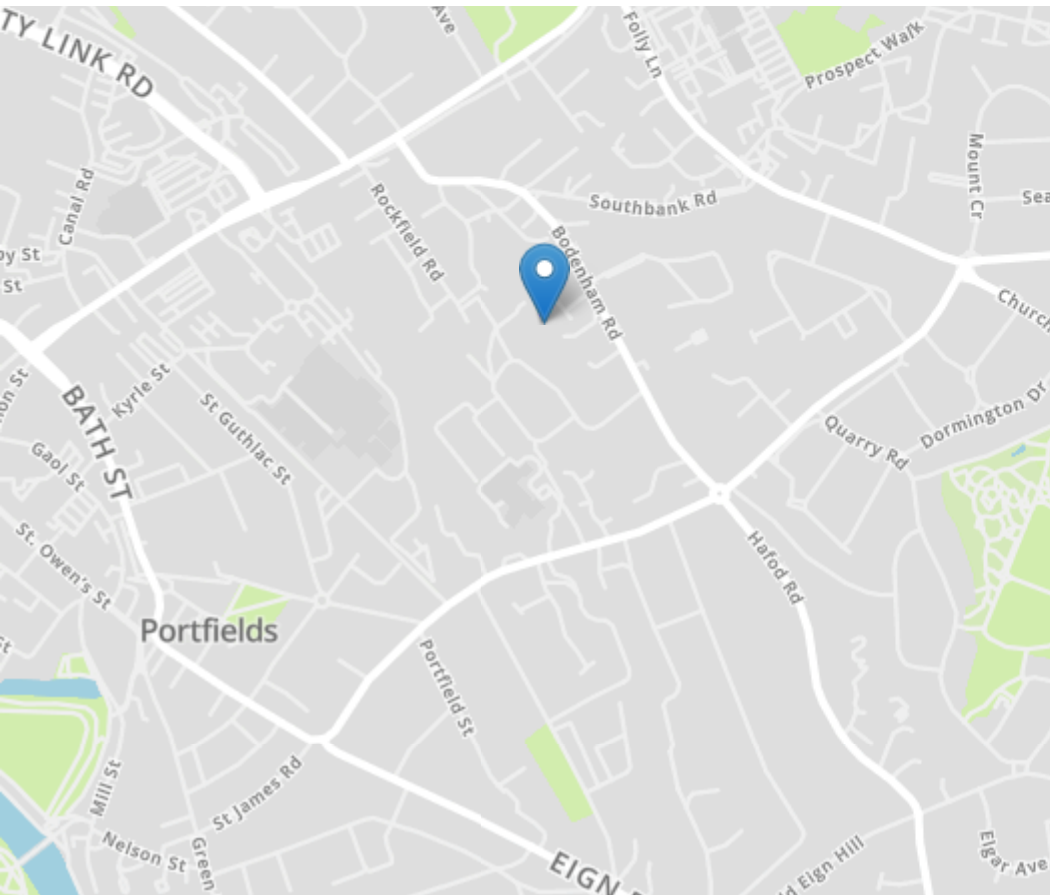 TY LINK RD
Ave
Folly Ln
Prospect Walk
Canal Rd
Rockfield Rd
Southbank Rd
Mount Cr
Sea
by St
St
Bodenham Rd
Church
Kyrle St
BATH ST
St Guthlac St
Gaol St
Quarry Rd
Dormington Dr
St. Owen's St
Hafod Rd
Portfields
Portfield St
St James Rd
Mill St
Nelson St
Green
EIGN
Eign Hill
Elgar Ave